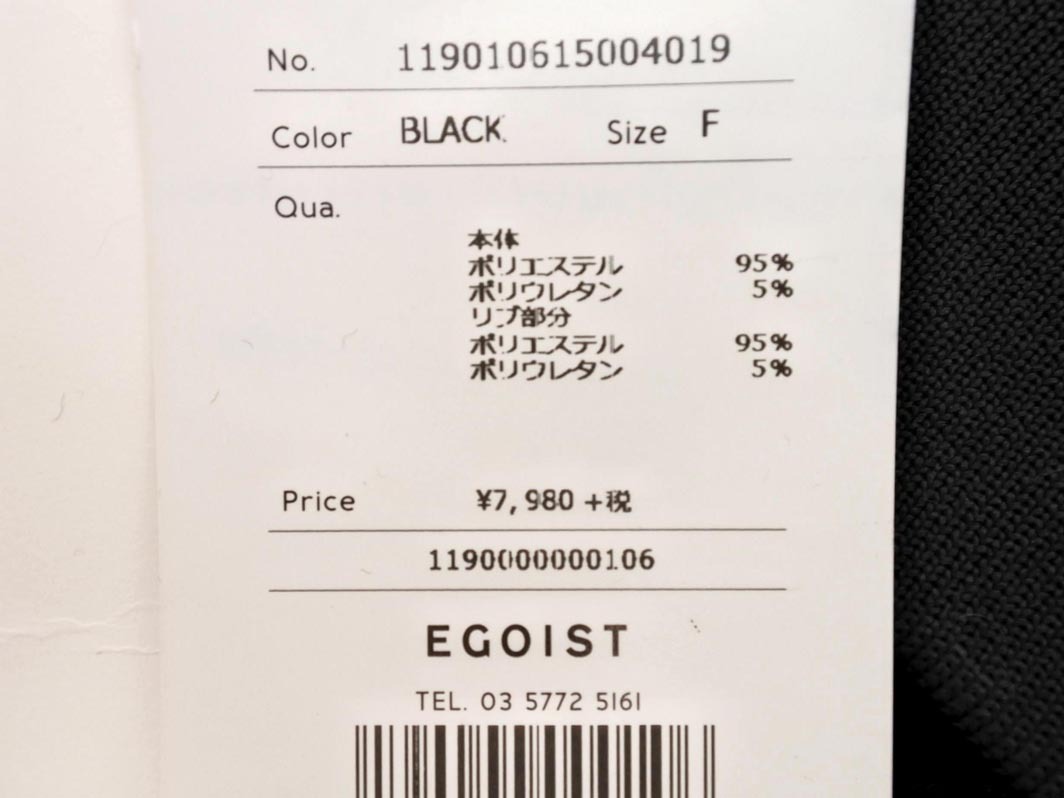 No. 119010615004019
Color BLACK Size F
Qua.
本体
ポリエステル 95%
ポリウレタン 5%
リブ部分
ポリエステル 95%
ポリウレタン 5%
Price ¥7,980 +税
1190000000106
EGOIST
TEL. 03 5772 5161